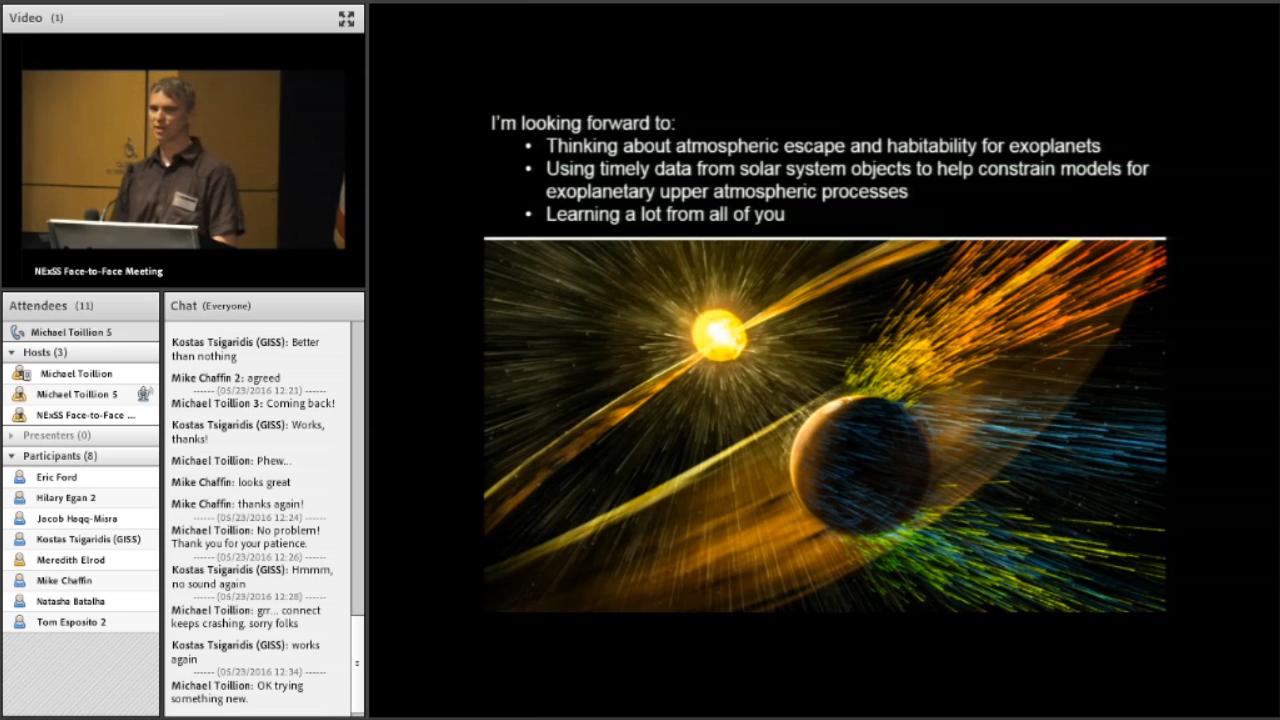 Video (1)
NExSS Face-to-Face Meeting
Attendees (11)
Michael Toillion 5
Hosts (3)
Michael Toillion
Michael Toillion 5
NExSS Face-to-Face ...
Presenters (0)
Participants (8)
Eric Ford
Hilary Egan 2
Jacob Haqq-Misra
Kostas Tsigaridis (GISS)
Meredith Elrod
Mike Chaffin
Natasha Batalha
Tom Esposito 2
Chat (Everyone)
Kostas Tsigaridis (GISS): Better
than nothing
Mike Chaffin 2: agreed
------ (05/23/2016 12:21) ------
Michael Toillion 3: Coming back!
Kostas Tsigaridis (GISS): Works,
thanks!
Michael Toillion: Phew...
Mike Chaffin: looks great
Mike Chaffin: thanks again!
------ (05/23/2016 12:24) ------
Michael Toillion: No problem!
Thank you for your patience.
------ (05/23/2016 12:26) ------
Kostas Tsigaridis (GISS): Hmmm,
no sound again
------ (05/23/2016 12:28) ------
Michael Toillion: grr... connect
keeps crashing. sorry folks
Kostas Tsigaridis (GISS): works
again
------ (05/23/2016 12:34) ------
Michael Toillion: OK trying
something new.
I'm looking forward to:
• Thinking about atmospheric escape and habitability for exoplanets
• Using timely data from solar system objects to help constrain models for
exoplanetary upper atmospheric processes
• Learning a lot from all of you